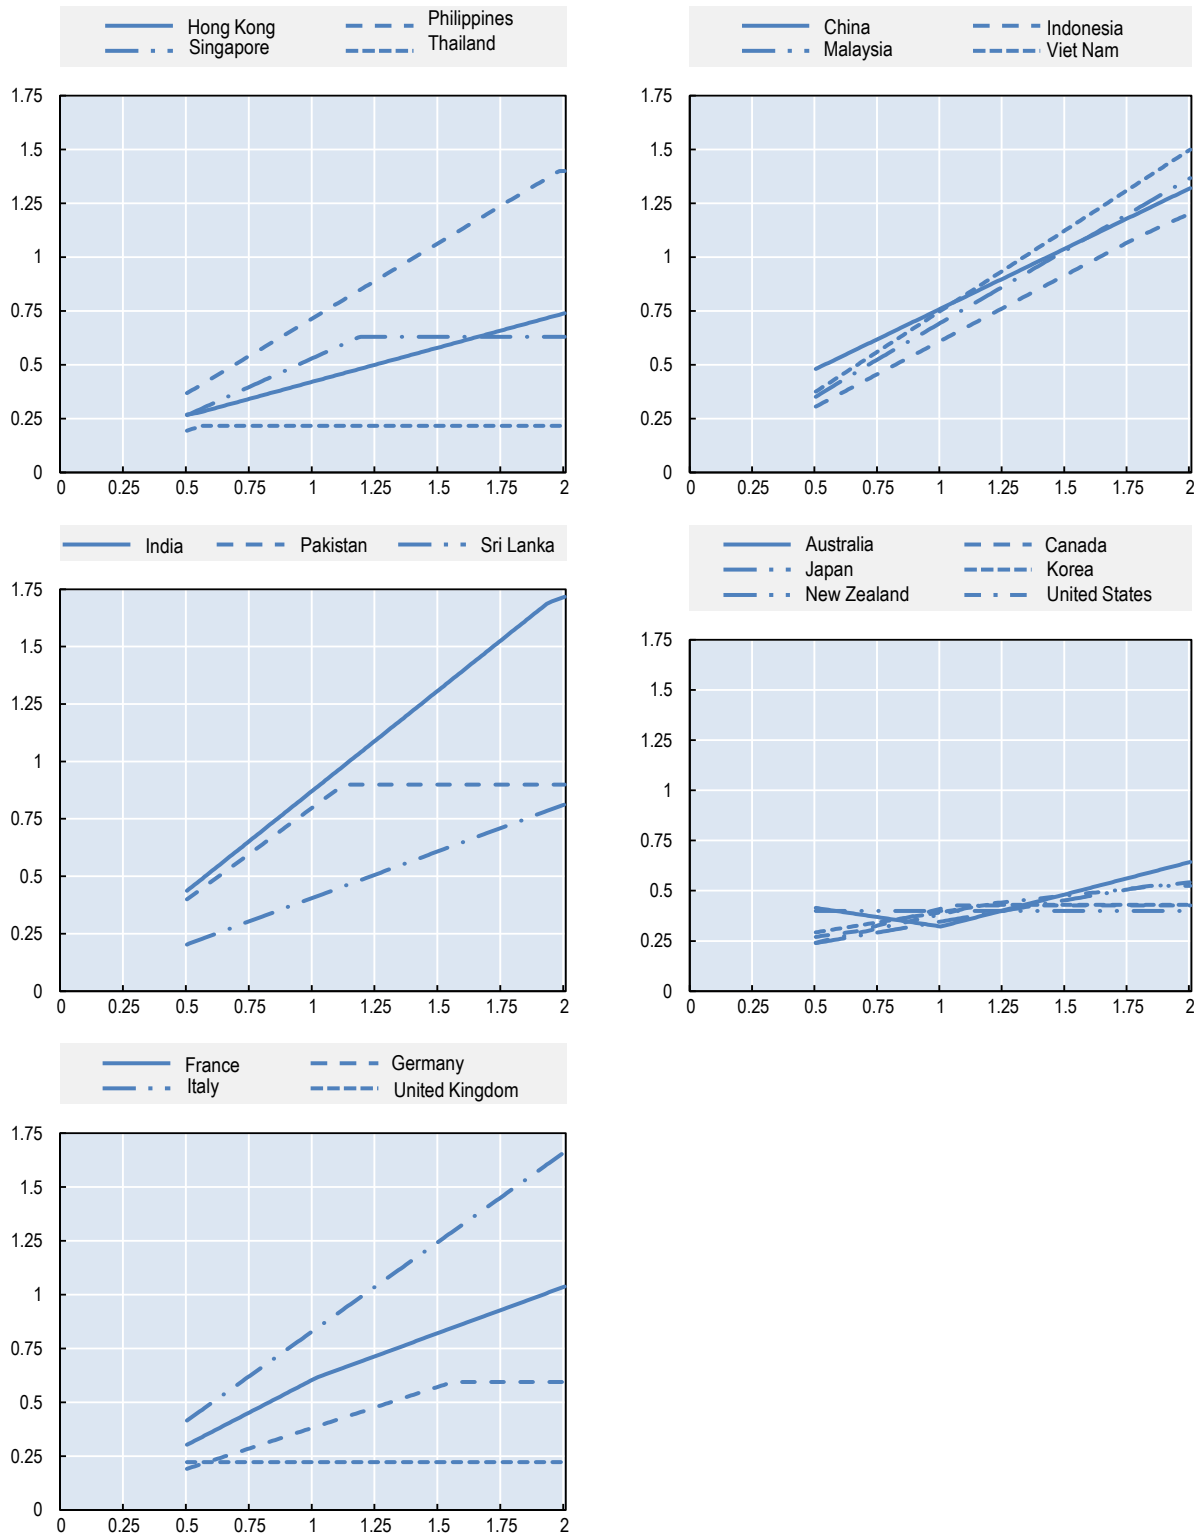 Hong Kong Philippines
Singapore Thailand
China Indonesia
Malaysia Viet Nam
1.75
1.5
1.25
1
0.75
0.5
0.25
0
0 0.25 0.5 0.75 1 1.25 1.5 1.75 2
1.75
1.5
1.25
1
0.75
0.5
0.25
0
0 0.25 0.5 0.75 1 1.25 1.5 1.75 2
India Pakistan Sri Lanka
1.75
1.5
1.25
1
0.75
0.5
0.25
0
0 0.25 0.5 0.75 1 1.25 1.5 1.75 2
Australia Canada
Japan Korea
New Zealand United States
1.75
1.5
1.25
1
0.75
0.5
0.25
0
0 0.25 0.5 0.75 1 1.25 1.5 1.75 2
France Germany
Italy United Kingdom
1.75
1.5
1.25
1
0.75
0.5
0.25
0
0 0.25 0.5 0.75 1 1.25 1.5 1.75 2